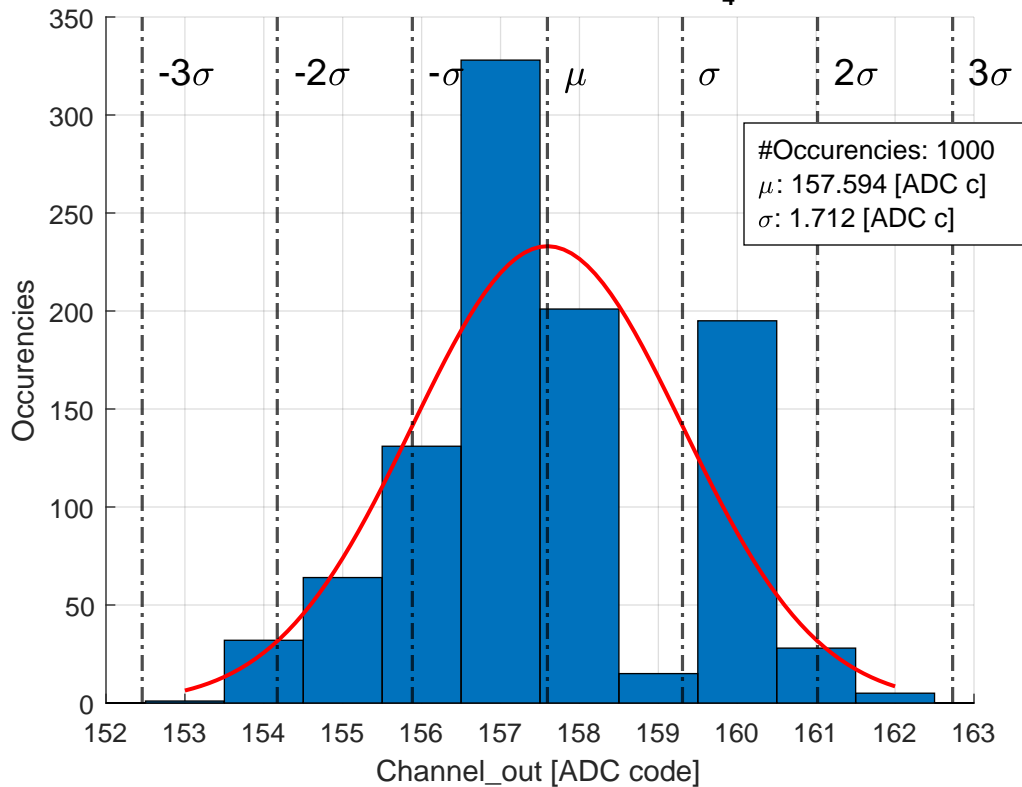 4
350
300
250
200
150
100
50
0
Occurencies
-3σ
-2σ
-σ
μ
σ
2σ
3σ
#Occurencies: 1000
μ: 157.594 [ADC c]
σ: 1.712 [ADC c]
152 153 154 155 156 157 158 159 160 161 162 163
Channel_out [ADC code]